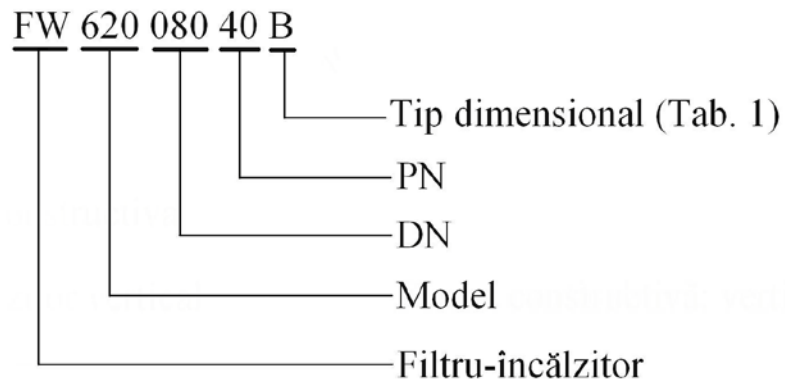 FW 620 080 40 B
Tip dimensional (Tab. 1)
PN
DN
Model
Filtru-încălzitor